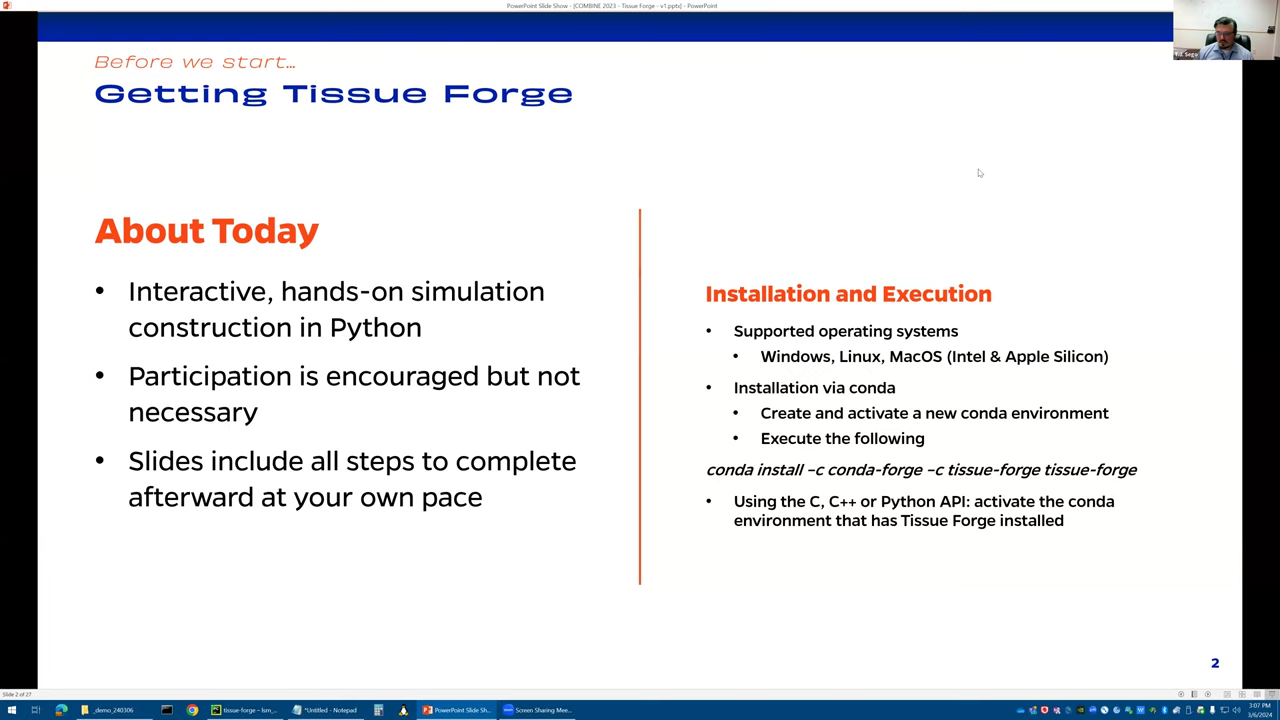 PowerPoint Slide Show - [COMBINE 2023 - Tissue Forge - v1.pptx] - PowerPoint
Before we start...
Getting Tissue Forge
About Today
• Interactive, hands-on simulation
construction in Python
• Participation is encouraged but not
necessary
• Slides include all steps to complete
afterward at your own pace
Installation and Execution
• Supported operating systems
• Windows, Linux, MacOS (Intel & Apple Silicon)
• Installation via conda
• Create and activate a new conda environment
• Execute the following
conda install –c conda-forge –c tissue-forge tissue-forge
• Using the C, C++ or Python API: activate the conda
environment that has Tissue Forge installed
2
Slide 2 of 27
_demo_240306
tissue-forge – lsm_...
*Untitled - Notepad
PowerPoint Slide Sh...
Screen Sharing Mee...
3:07 PM
3/6/2024